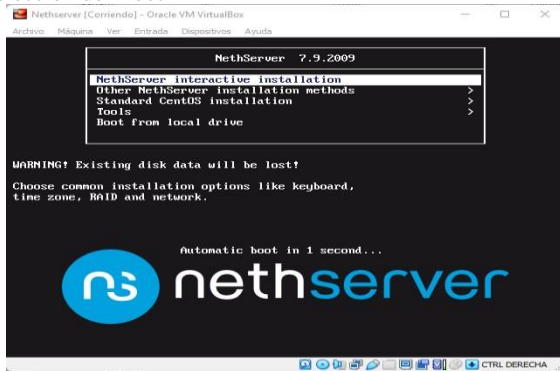 Nethserver [Corriendo] - Oracle VM VirtualBox
Archivo Máquina Ver Entrada Dispositivos Ayuda
NethServer 7.9.2009
NethServer interactive installation
Other NethServer installation methods >
Standard CentOS installation >
Tools >
Boot from local drive
WARNING! Existing disk data will be lost!
Choose common installation options like keyboard,
time zone, RAID and network.
Automatic boot in 1 second...
ns nethserver
CTRL DERECHA